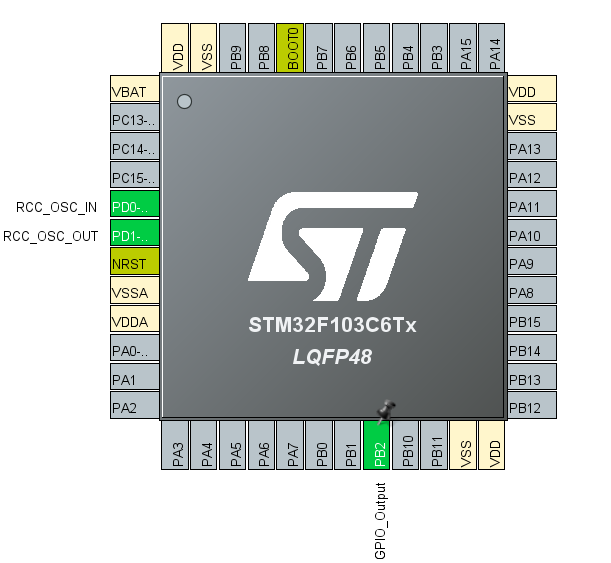 VDD
VSS
PB9
PB8
BOOT0
PB7
PB6
PB5
PB4
PB3
PA15
PA14
VBAT
PC13-..
PC14-..
PC15-..
RCC_OSC_IN PD0-..
RCC_OSC_OUT PD1-..
NRST
VSSA
VDDA
PA0-..
PA1
PA2
ST
STM32F103C6Tx
LQFP48
VDD
VSS
PA13
PA12
PA11
PA10
PA9
PA8
PB15
PB14
PB13
PB12
PA3
PA4
PA5
PA6
PA7
PB0
PB1
PB2
PB10
PB11
VSS
VDD
GPIO_Output